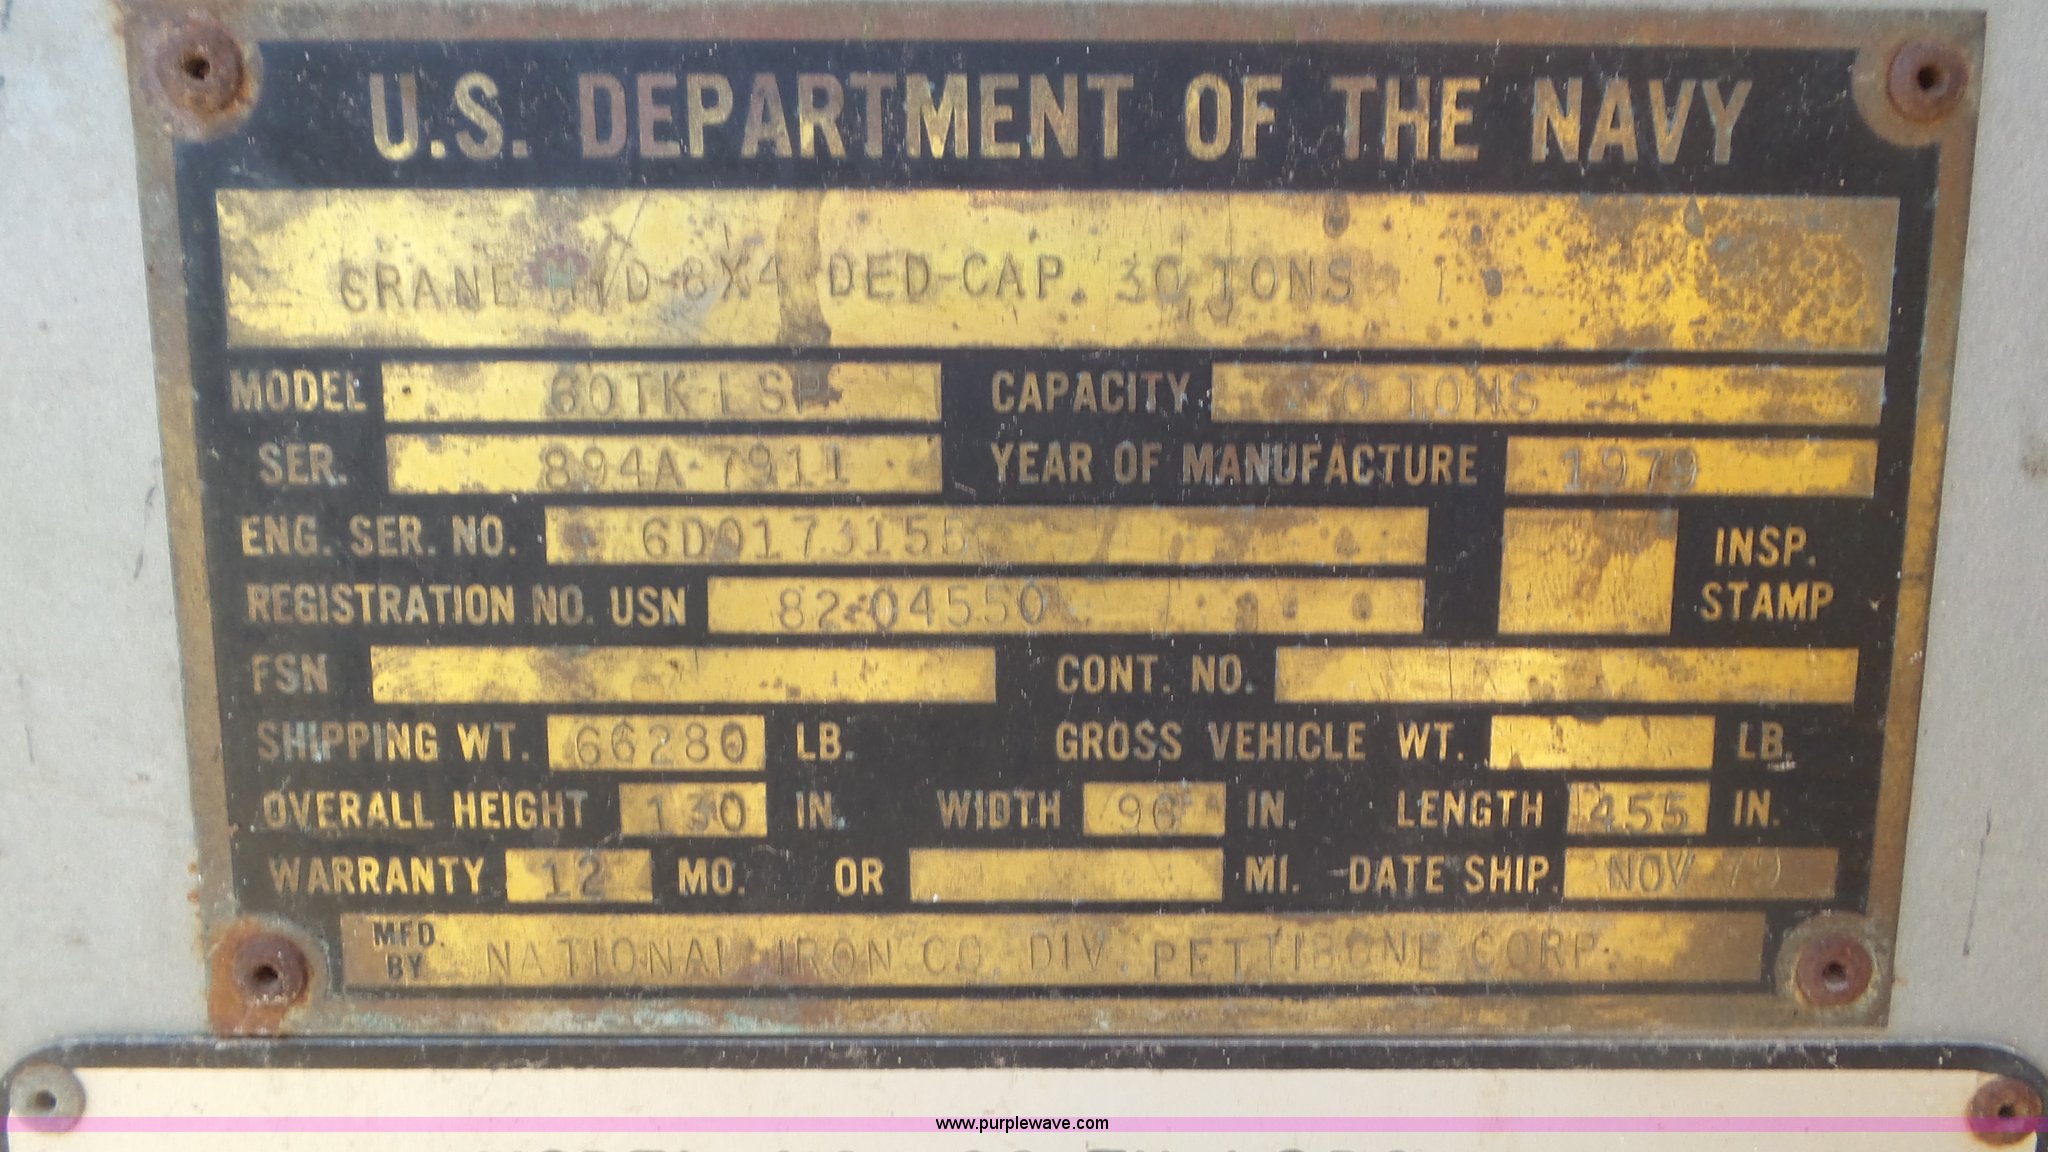 U.S. DEPARTMENT OF THE NAVY
CRANE HYD-8X4 DED-CAP. 30 TONS
MODEL 60TK-LSP CAPACITY 30 TONS
SER. 894A-7911 YEAR OF MANUFACTURE 1979
ENG. SER. NO. 6D0173155 INSP. STAMP
REGISTRATION NO. USN 82-04550
FSN CONT. NO.
SHIPPING WT. 66280 LB. GROSS VEHICLE WT. LB.
OVERALL HEIGHT 130 IN. WIDTH 96 IN. LENGTH 455 IN.
WARRANTY 12 MO. OR MI. DATE SHIP. NOV 79
MFD. BY NATIONAL IRON CO. DIV. PETTIBONE CORP.
www.purplewave.com